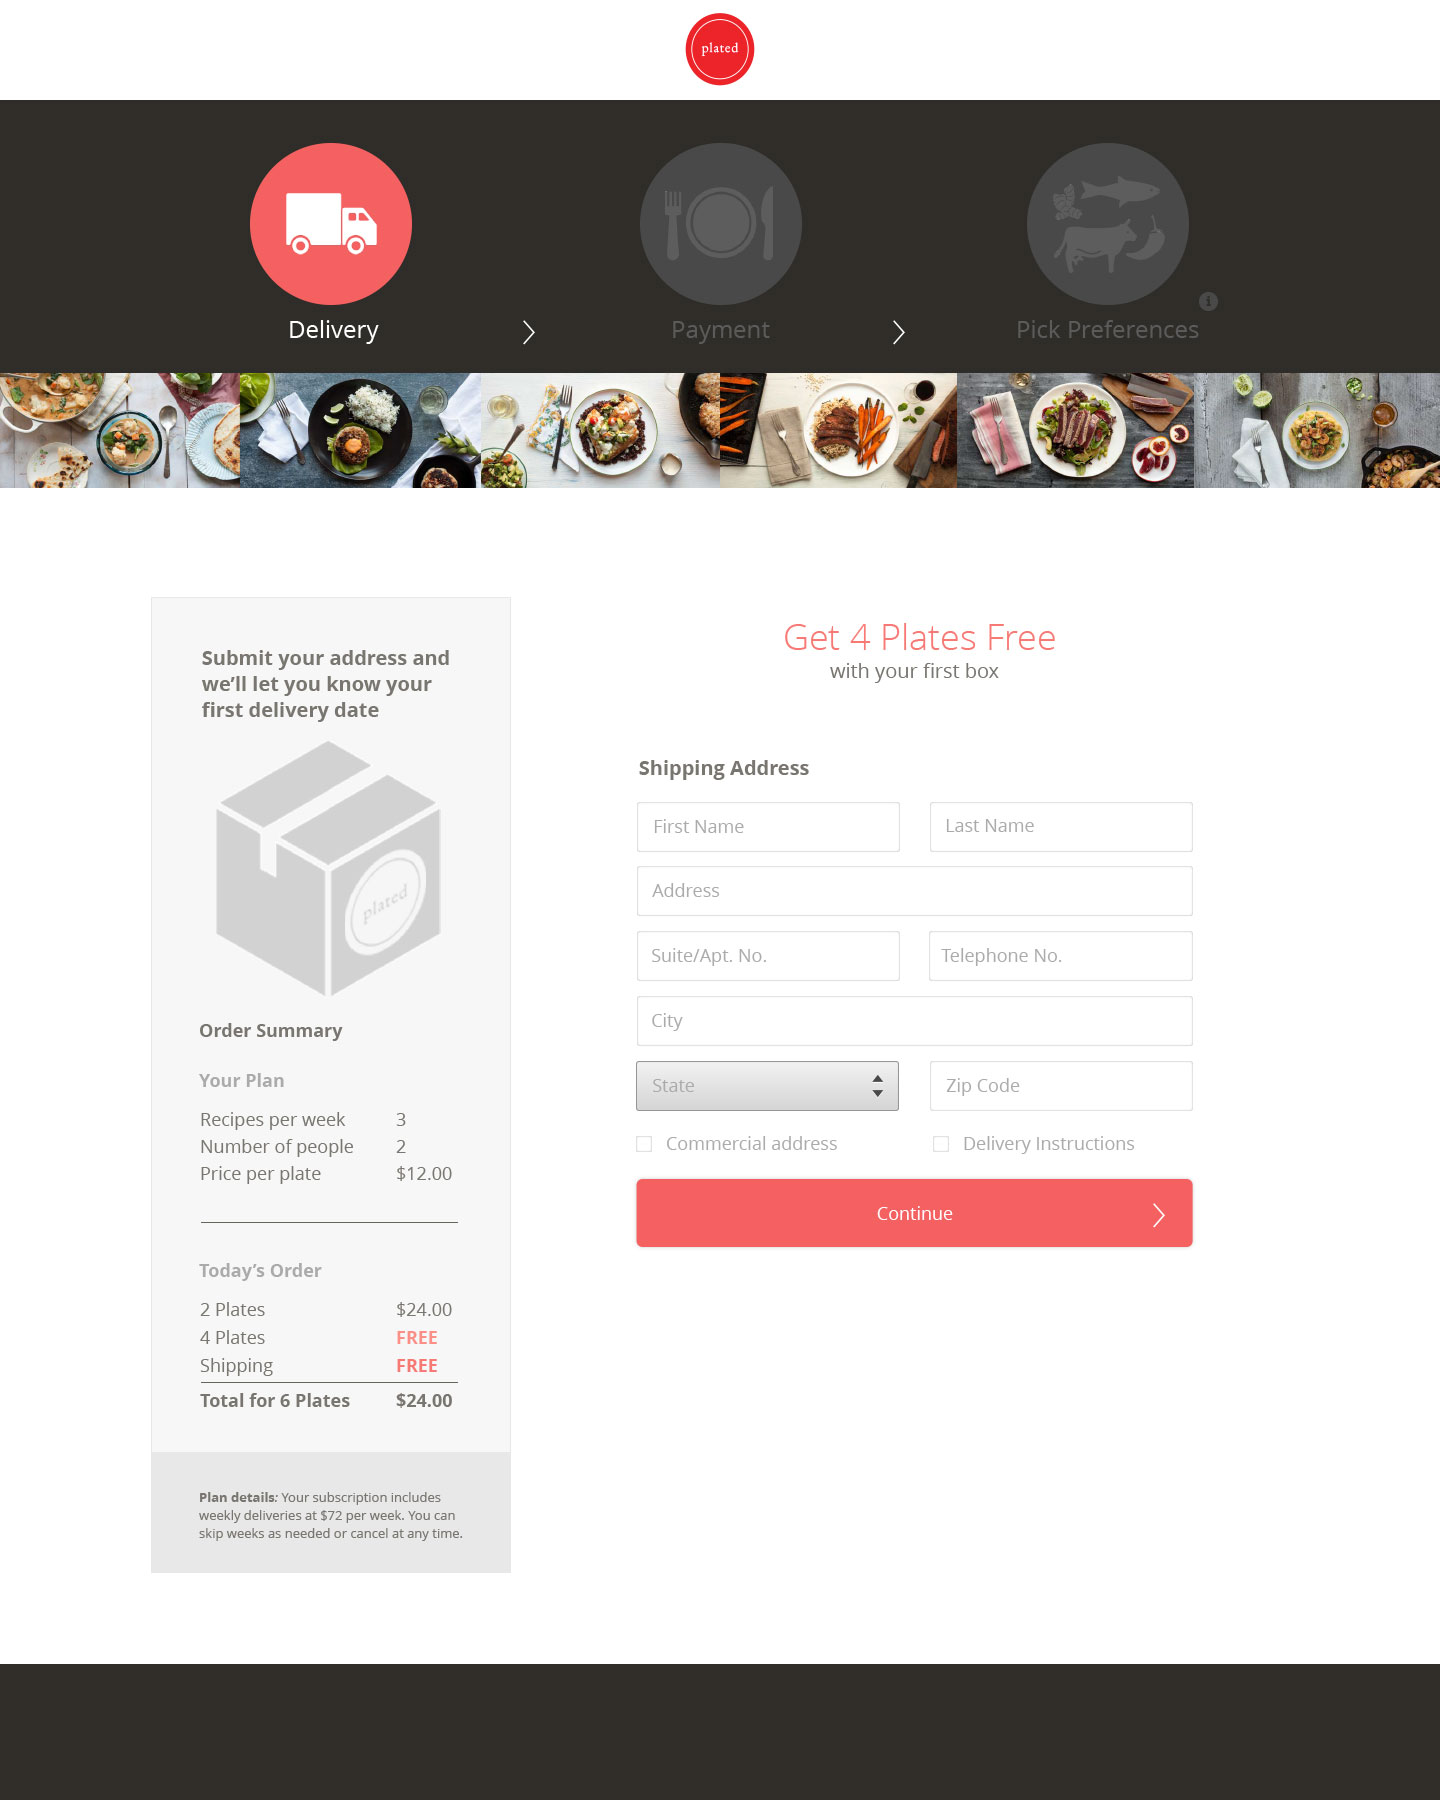 plated
Delivery
Payment
Pick Preferences
i
Submit your address and
we’ll let you know your
first delivery date
plated
Order Summary
Your Plan
Recipes per week 3
Number of people 2
Price per plate $12.00
Today’s Order
2 Plates $24.00
4 Plates FREE
Shipping FREE
Total for 6 Plates $24.00
Plan details: Your subscription includes
weekly deliveries at $72 per week. You can
skip weeks as needed or cancel at any time.
Get 4 Plates Free
with your first box
Shipping Address
First Name Last Name
Address
Suite/Apt. No. Telephone No.
City
State Zip Code
Commercial address Delivery Instructions
Continue